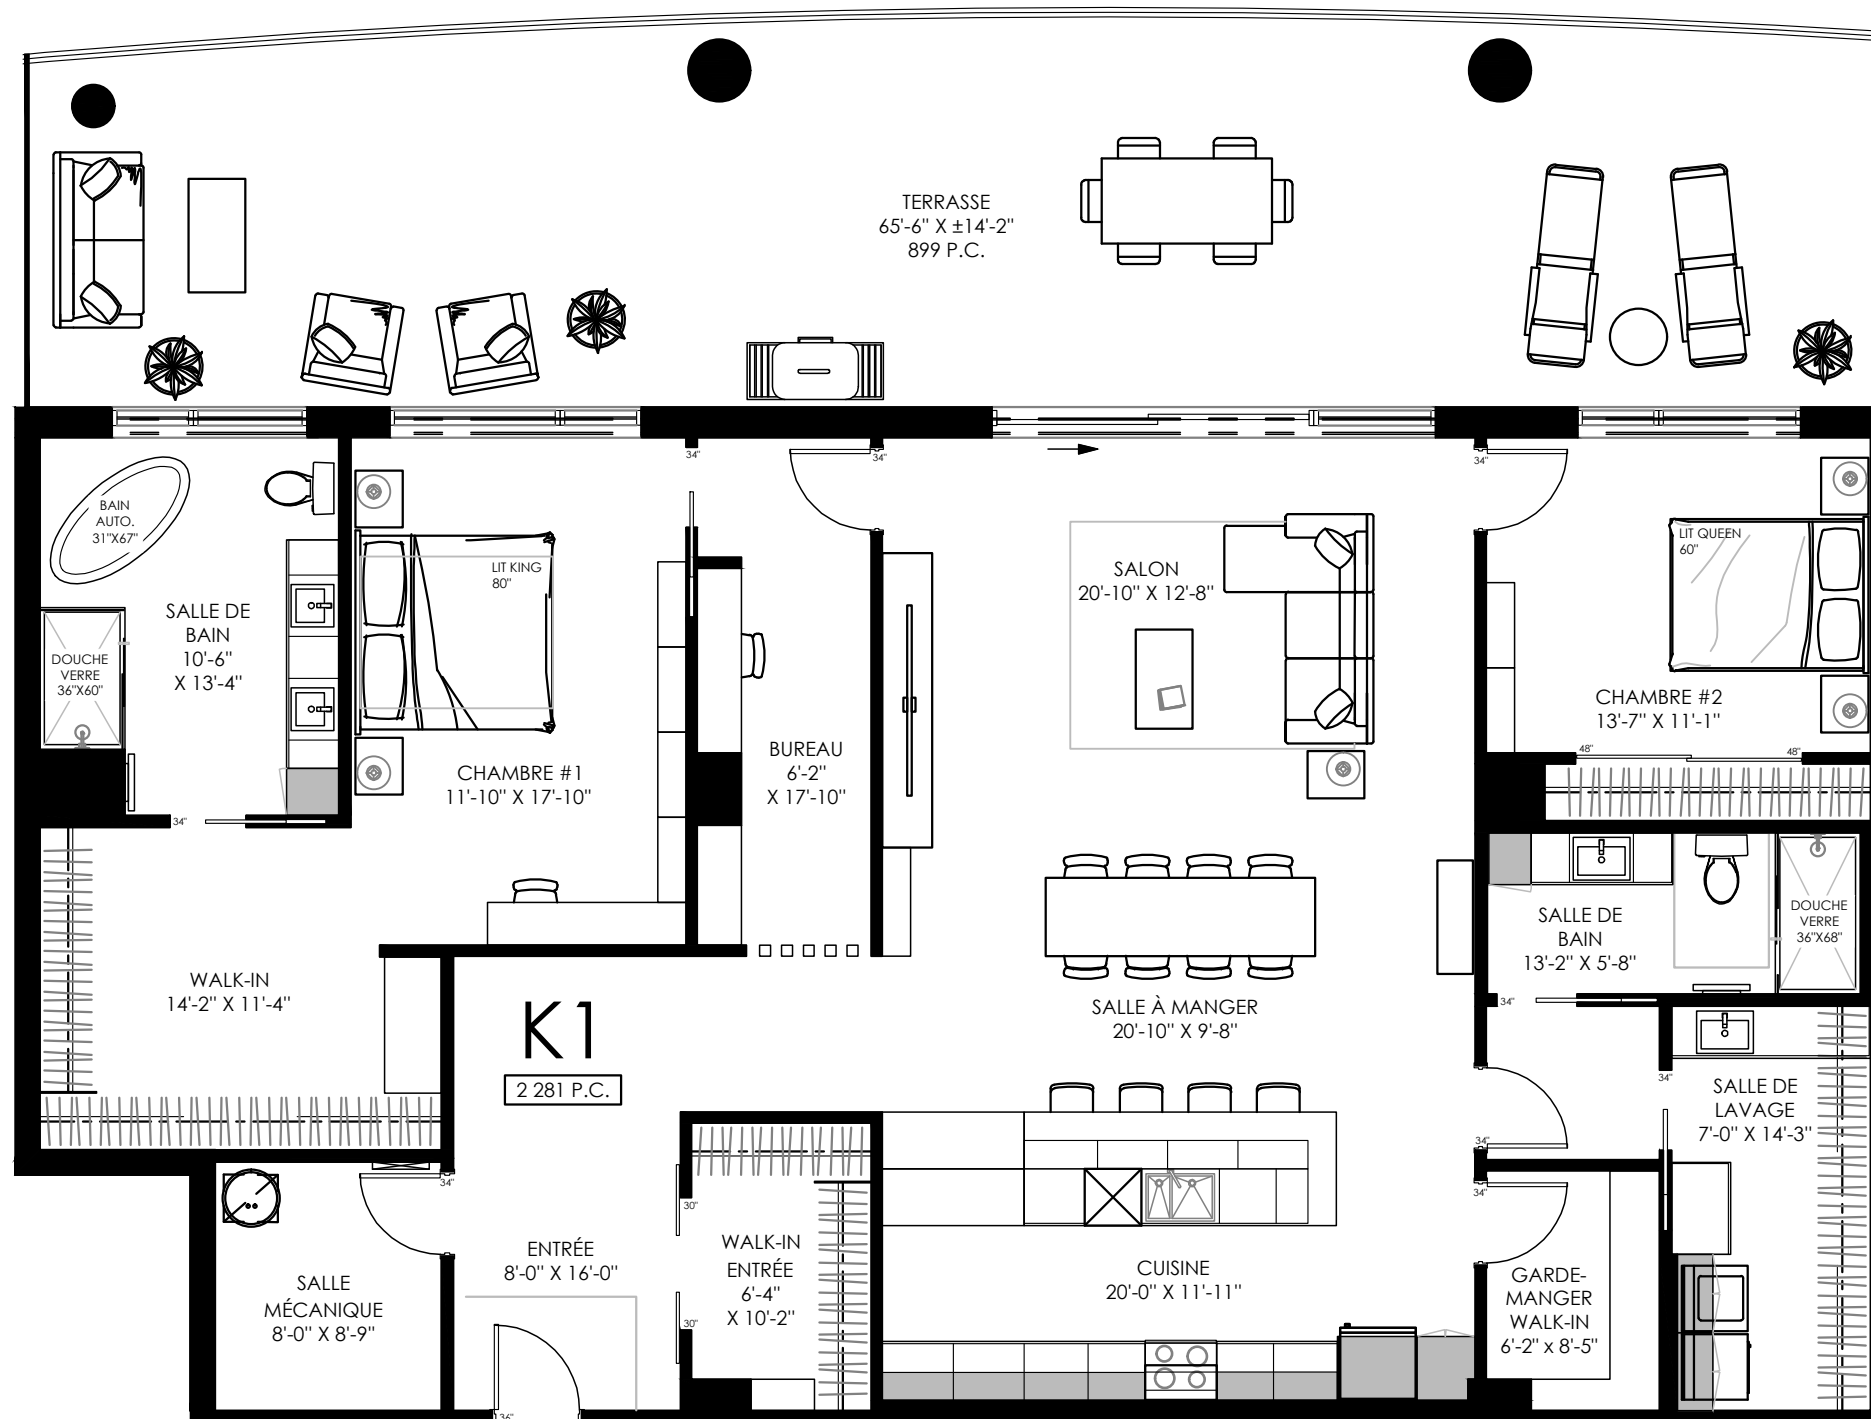 TERRASSE
65'-6" X ±14'-2"
899 P.C.
34"
34"
34"
BAIN
AUTO.
31"X67"
LIT KING
80"
SALON
20'-10" X 12'-8"
LIT QUEEN
60"
SALLE DE
BAIN
10'-6"
X 13'-4"
DOUCHE
VERRE
36"X60"
CHAMBRE #2
13'-7" X 11'-1"
48"
48"
BUREAU
6'-2"
X 17'-10"
CHAMBRE #1
11'-10" X 17'-10"
34"
SALLE DE
BAIN
13'-2" X 5'-8"
DOUCHE
VERRE
36"X68"
WALK-IN
14'-2" X 11'-4"
34"
SALLE À MANGER
20'-10" X 9'-8"
K1
2 281 P.C.
34"
SALLE DE
LAVAGE
7'-0" X 14'-3"
34"
34"
34"
30"
WALK-IN
ENTRÉE
6'-4"
X 10'-2"
30"
ENTRÉE
8'-0" X 16'-0"
SALLE
MÉCANIQUE
8'-0" X 8'-9"
CUISINE
20'-0" X 11'-11"
GARDE-
MANGER
WALK-IN
6'-2" x 8'-5"
36"